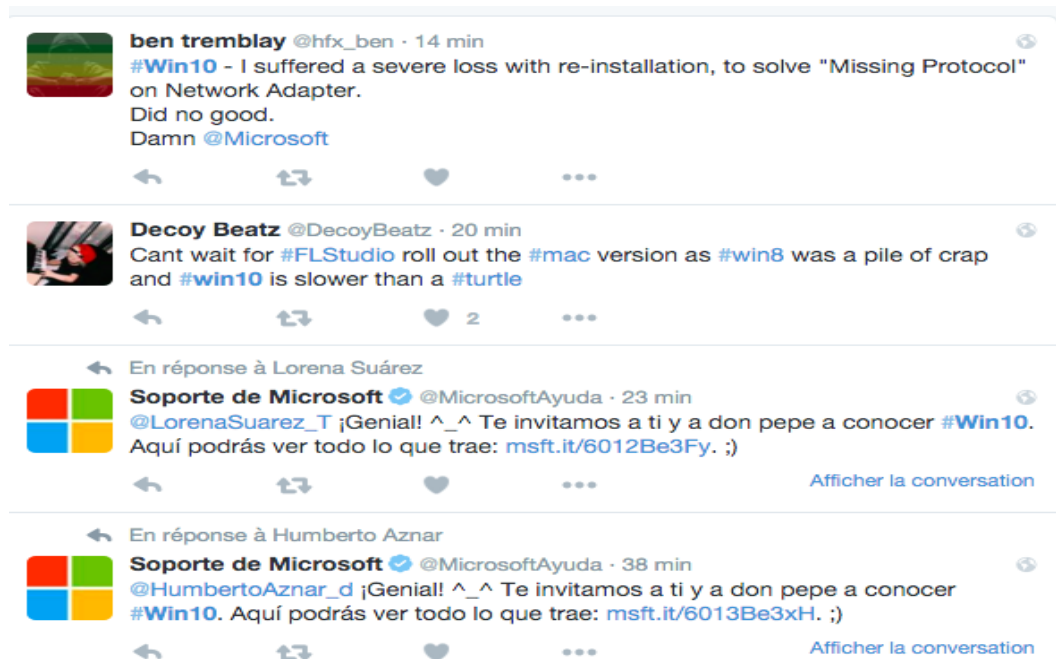 ben tremblay @hfx_ben · 14 min
#Win10 - I suffered a severe loss with re-installation, to solve "Missing Protocol"
on Network Adapter.
Did no good.
Damn @Microsoft
Decoy Beatz @DecoyBeatz · 20 min
Cant wait for #FLStudio roll out the #mac version as #win8 was a pile of crap
and #win10 is slower than a #turtle
2
En réponse à Lorena Suárez
Soporte de Microsoft @MicrosoftAyuda · 23 min
@LorenaSuarez_T ¡Genial! ^_^ Te invitamos a ti y a don pepe a conocer #Win10.
Aquí podrás ver todo lo que trae: msft.it/6012Be3Fy. ;)
Afficher la conversation
En réponse à Humberto Aznar
Soporte de Microsoft @MicrosoftAyuda · 38 min
@HumbertoAznar_d ¡Genial! ^_^ Te invitamos a ti y a don pepe a conocer
#Win10. Aquí podrás ver todo lo que trae: msft.it/6013Be3xH. ;)
Afficher la conversation